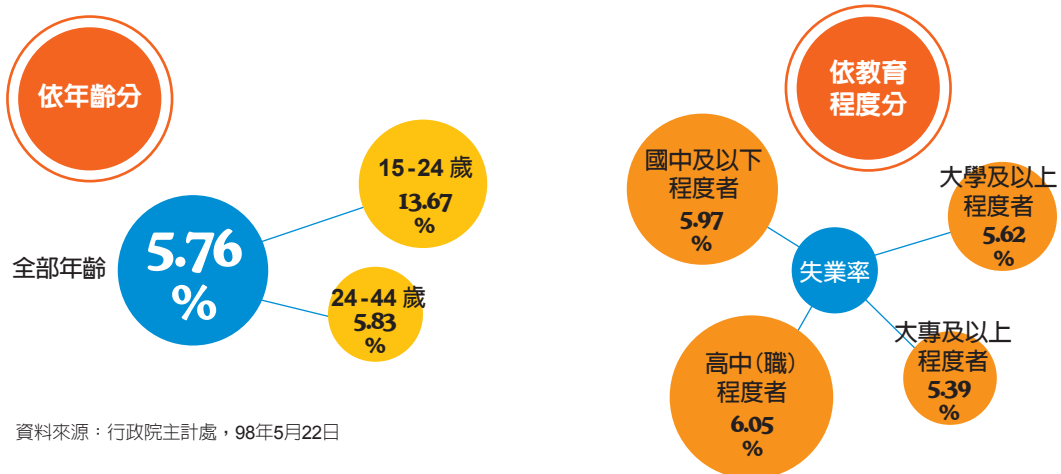 依年齡分
15-24 歲
13.67
%
全部年齡
5.76
%
24-44 歲
5.83
%
資料來源：行政院主計處，98年5月22日
依教育
程度分
國中及以下
程度者
5.97
%
大學及以上
程度者
5.62
%
失業率
高中（職）
程度者
6.05
%
大專及以上
程度者
5.39
%